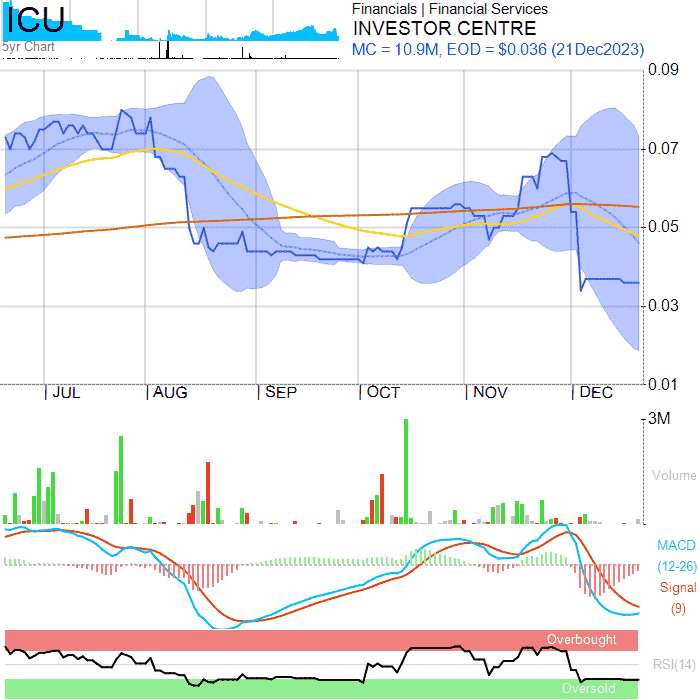 ICU
5yr Chart
Financials | Financial Services
INVESTOR CENTRE
MC = 10.9M, EOD = $0.036 (21Dec2023)
0.09
0.07
0.05
0.03
0.01
JUL
AUG
SEP
OCT
NOV
DEC
3M
Volume
MACD
(12-26)
Signal
(9)
Overbought
RSI(14)
Oversold